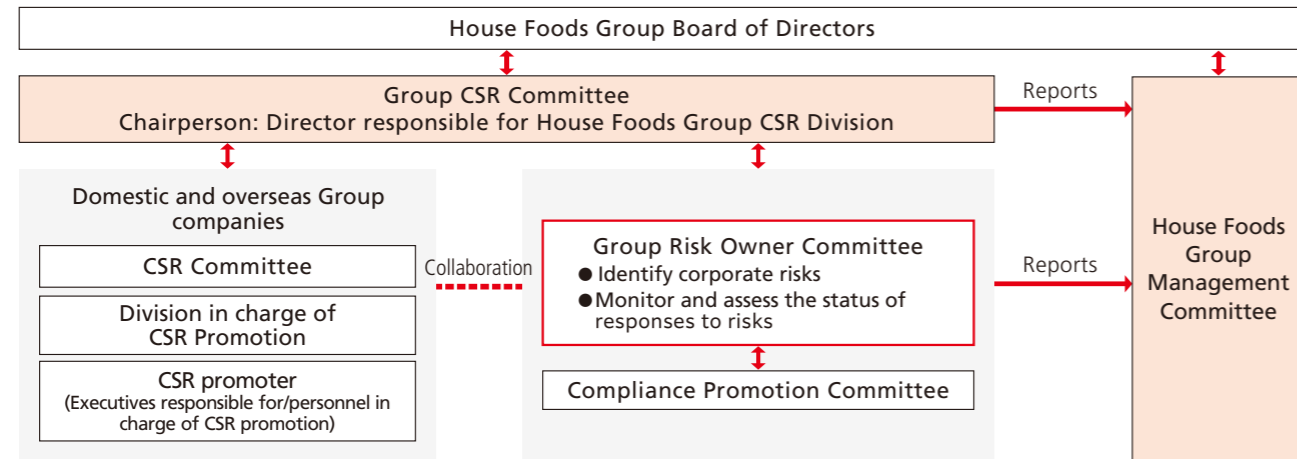 House Foods Group Board of Directors
Group CSR Committee
Chairperson: Director responsible for House Foods Group CSR Division
Reports
Domestic and overseas Group
companies
CSR Committee
Division in charge of
CSR Promotion
CSR promoter
(Executives responsible for/personnel in
charge of CSR promotion)
Collaboration
Group Risk Owner Committee
● Identify corporate risks
● Monitor and assess the status of
responses to risks
Compliance Promotion Committee
Reports
House Foods
Group
Management
Committee